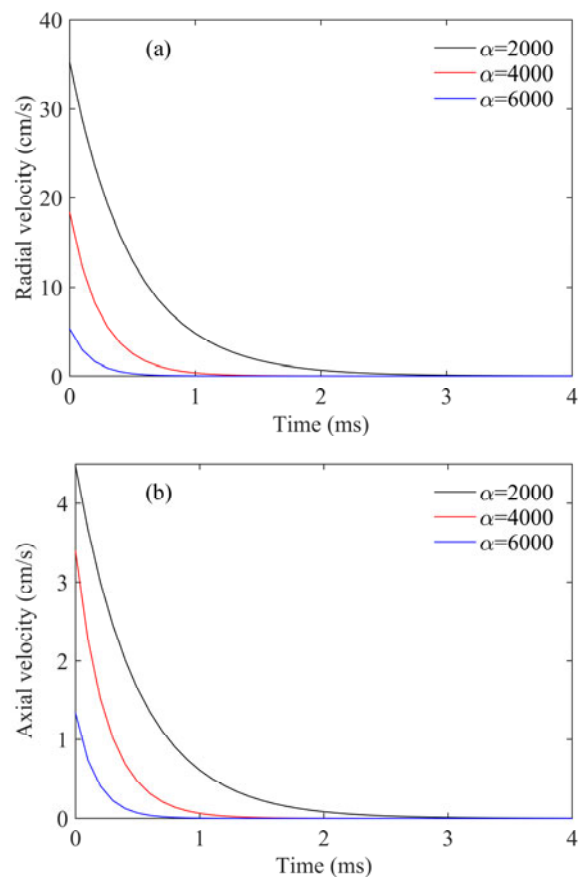 40
(a)
α=2000
α=4000
α=6000
30
20
10
0
Radial velocity (cm/s)
0 1 2 3 4
Time (ms)
(b)
α=2000
α=4000
α=6000
4
3
2
1
0
Axial velocity (cm/s)
0 1 2 3 4
Time (ms)